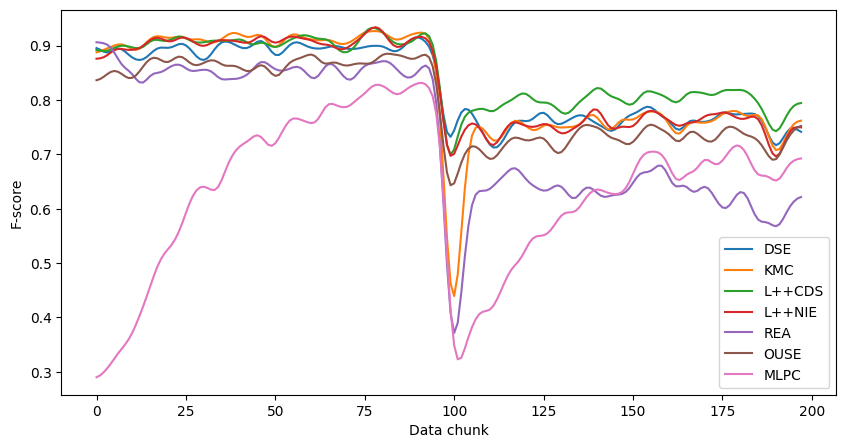 0.9
0.8
0.7
0.6
0.5
0.4
0.3
F-score
0
25
50
75
100
125
150
175
200
Data chunk
DSE
KMC
L++CDS
L++NIE
REA
OUSE
MLPC